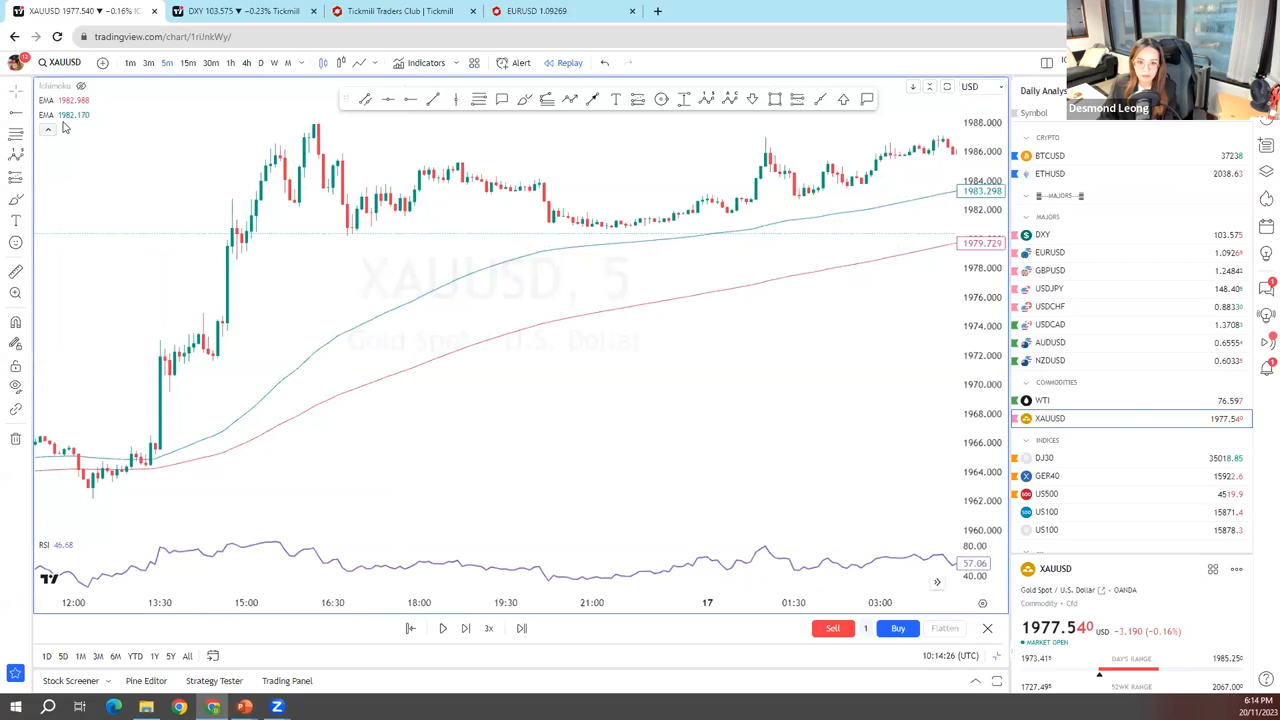 XAUUSD 1977.540 −0.16% IC
DXY 103.575 −0.23% Tickmill
Tickmill Traders Club | Tickmill
EURUSD 1.09269
tradingview.com/chart/1riJnkWy/
12
XAUUSD
1m 3m 5m 15m 30m 1h 4h D W M
Indicators
Alert
Replay
Desmond Leong
Ichimoku
EMA 1982.988
EMA 1982.170
USD
1988.000
1986.000
1984.000
1983.298
1982.000
1979.729
1978.000
1976.000
1974.000
1972.000
1970.000
1968.000
1966.000
1964.000
1962.000
1960.000
XAUUSD 5
Gold Spot / U.S. Dollar
RSI 46.68
80.00
57.06
40.00
12:00 13:30 15:00 16:30 18:00 19:30 21:00 17 01:30 03:00
3x
Sell 1 Buy Flatten
1D 5D 1M 3M 6M YTD 1Y 5Y All
10:14:26 (UTC)
Stock Screener Pine Editor Strategy Tester Trading Panel
Daily Analys
Symbol
CRYPTO
BTCUSD 37238
ETHUSD 2038.63
---MAJORS---
MAJORS
DXY 103.575
EURUSD 1.09269
GBPUSD 1.2484
USDJPY 148.40
USDCHF 0.8833
USDCAD 1.3708
AUDUSD 0.6555
NZDUSD 0.6033
COMMODITIES
WTI 76.597
XAUUSD 1977.540
INDICES
DJ30 35018.85
GER40 15922.6
US500 4519.9
US100 15871.4
US100 15878.3
XAUUSD
Gold Spot / U.S. Dollar • OANDA
Commodity • Cfd
1977.540 USD −3.190 (−0.16%)
MARKET OPEN
1973.41 DAY'S RANGE 1985.25
1727.49 52WK RANGE 2067.00
6:14 PM
20/11/2023